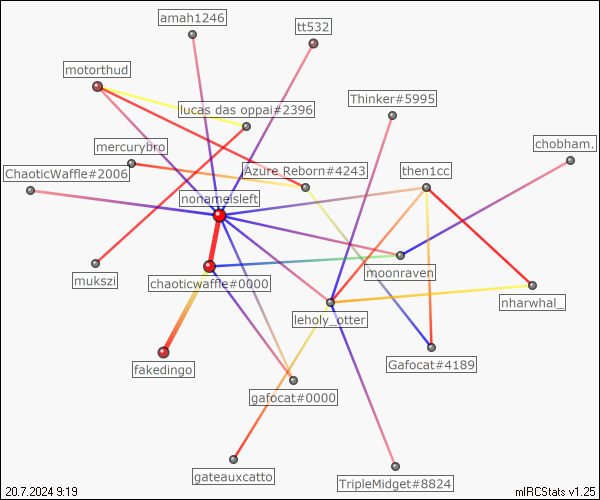 amah1246
tt532
motorthud
Thinker#5995
lucas das oppai#2396
mercurybro
chobham.
ChaoticWaffle#2006
Azure Reborn#4243
then1cc
nonameisleft
moonraven
mukszi
chaoticwaffle#0000
nharwhal_
leholy_otter
fakedingo
Gafocat#4189
gafocat#0000
gateauxcatto
TripleMidget#8824
20.7.2024 9:19
mIRCStats v1.25